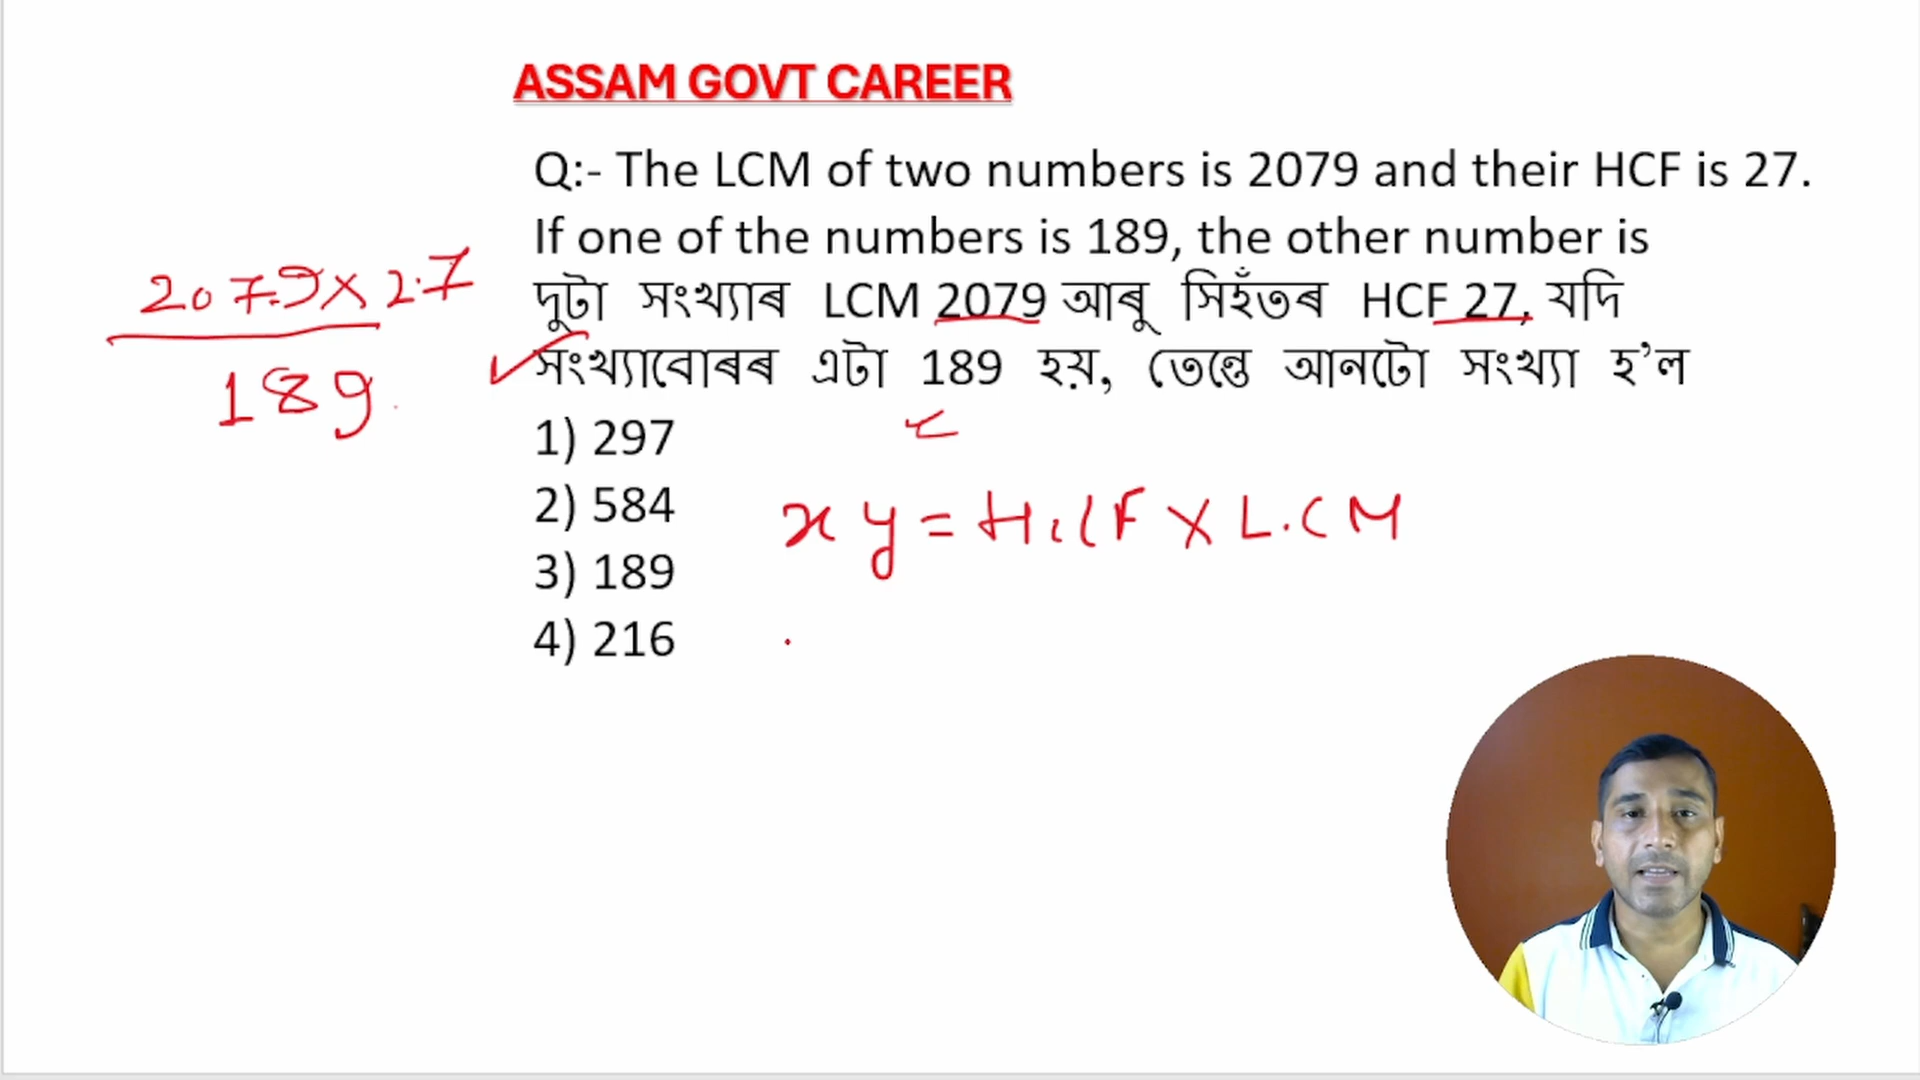 ASSAM GOVT CAREER
Q:- The LCM of two numbers is 2079 and their HCF is 27.
If one of the numbers is 189, the other number is
দুটা সংখ্যাৰ LCM 2079 আৰু সিহঁতৰ HCF 27, যদি
সংখ্যাবোৰৰ এটা 189 হয়, তেন্তে আনটো সংখ্যা হ’ল
1) 297
2) 584
3) 189
4) 216
2079 X 27
189
x y = H.CF X L.CM